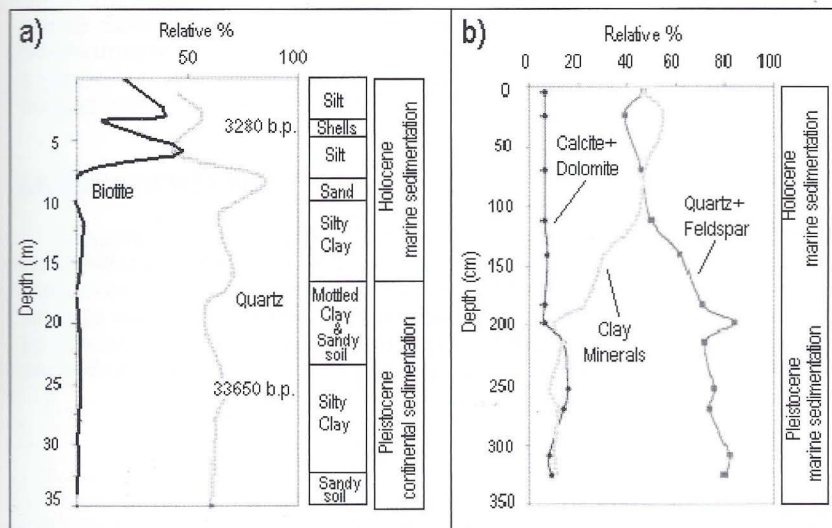 a)
Relative %
50
100
5
10
15
20
25
30
35
Depth (m)
3280 b.p.
Biotite
Quartz
33650 b.p.
Silt
Shells
Silt
Sand
Silty
Clay
Mottled
Clay
&
Sandy
soil
Silty
Clay
Sandy
soil
Holocene
marine sedimentation
Pleistocene
continental sedimentation
b)
Relative %
0
20
40
60
80
100
0
50
100
150
200
250
300
350
Depth (cm)
Calcite+
Dolomite
Quartz+
Feldspar
Clay
Minerals
Holocene
marine sedimentation
Pleistocene
marine sedimentation